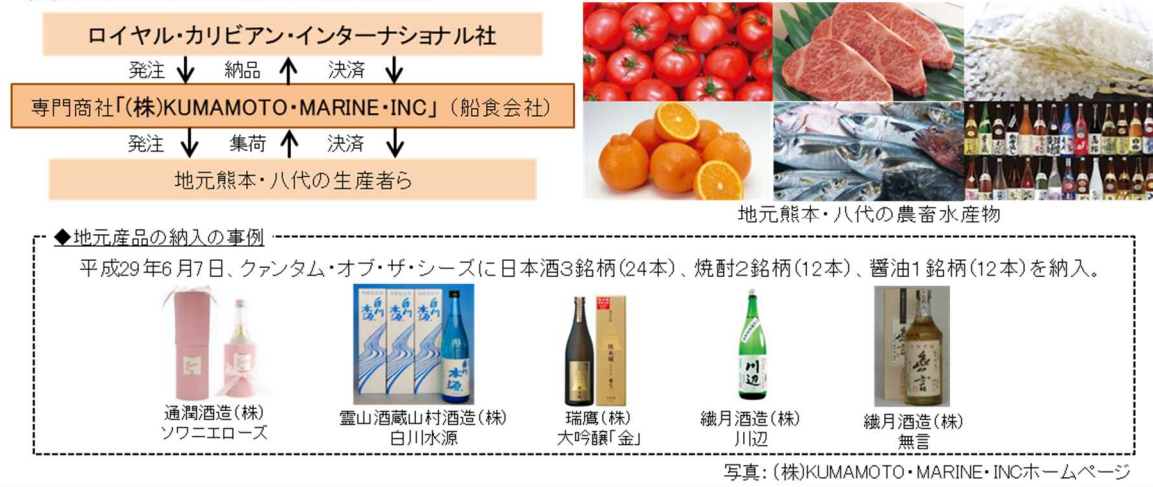 ロイヤル・カリビアン・インターナショナル社
発注 納品 決済
専門商社「(株)KUMAMOTO・MARINE・INC」（船食会社）
発注 集荷 決済
地元熊本・八代の生産者ら
地元熊本・八代の農畜水産物
◆地元産品の納入の事例
平成29年6月7日、クァンタム・オブ・ザ・シーズに日本酒3銘柄(24本)、焼酎2銘柄(12本)、醤油1銘柄(12本)を納入。
白川水源
川辺
無言
通潤酒造(株)
ソワニエローズ
霊山酒蔵山村酒造(株)
白川水源
瑞鷹(株)
大吟醸「金」
繊月酒造(株)
川辺
繊月酒造(株)
無言
写真：(株)KUMAMOTO・MARINE・INCホームページ